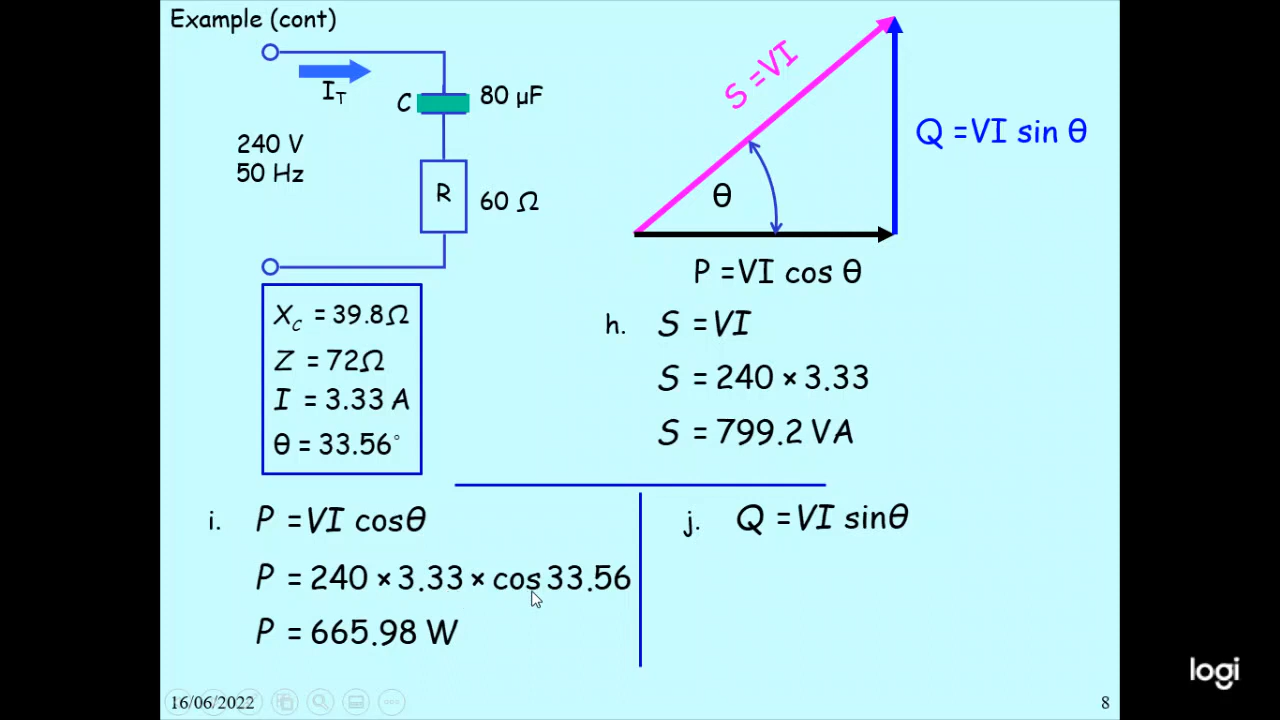 Example (cont)
I_T
C
80 μF
240 V
50 Hz
R
60 Ω
S =VI
Q =VI sin θ
θ
P =VI cos θ
X_C = 39.8Ω
Z = 72Ω
I = 3.33 A
θ = 33.56°
h. S = VI
S = 240 × 3.33
S = 799.2 VA
i. P = VI cosθ
P = 240 × 3.33 × cos 33.56
P = 665.98 W
j. Q = VI sinθ
16/06/2022
8
logi